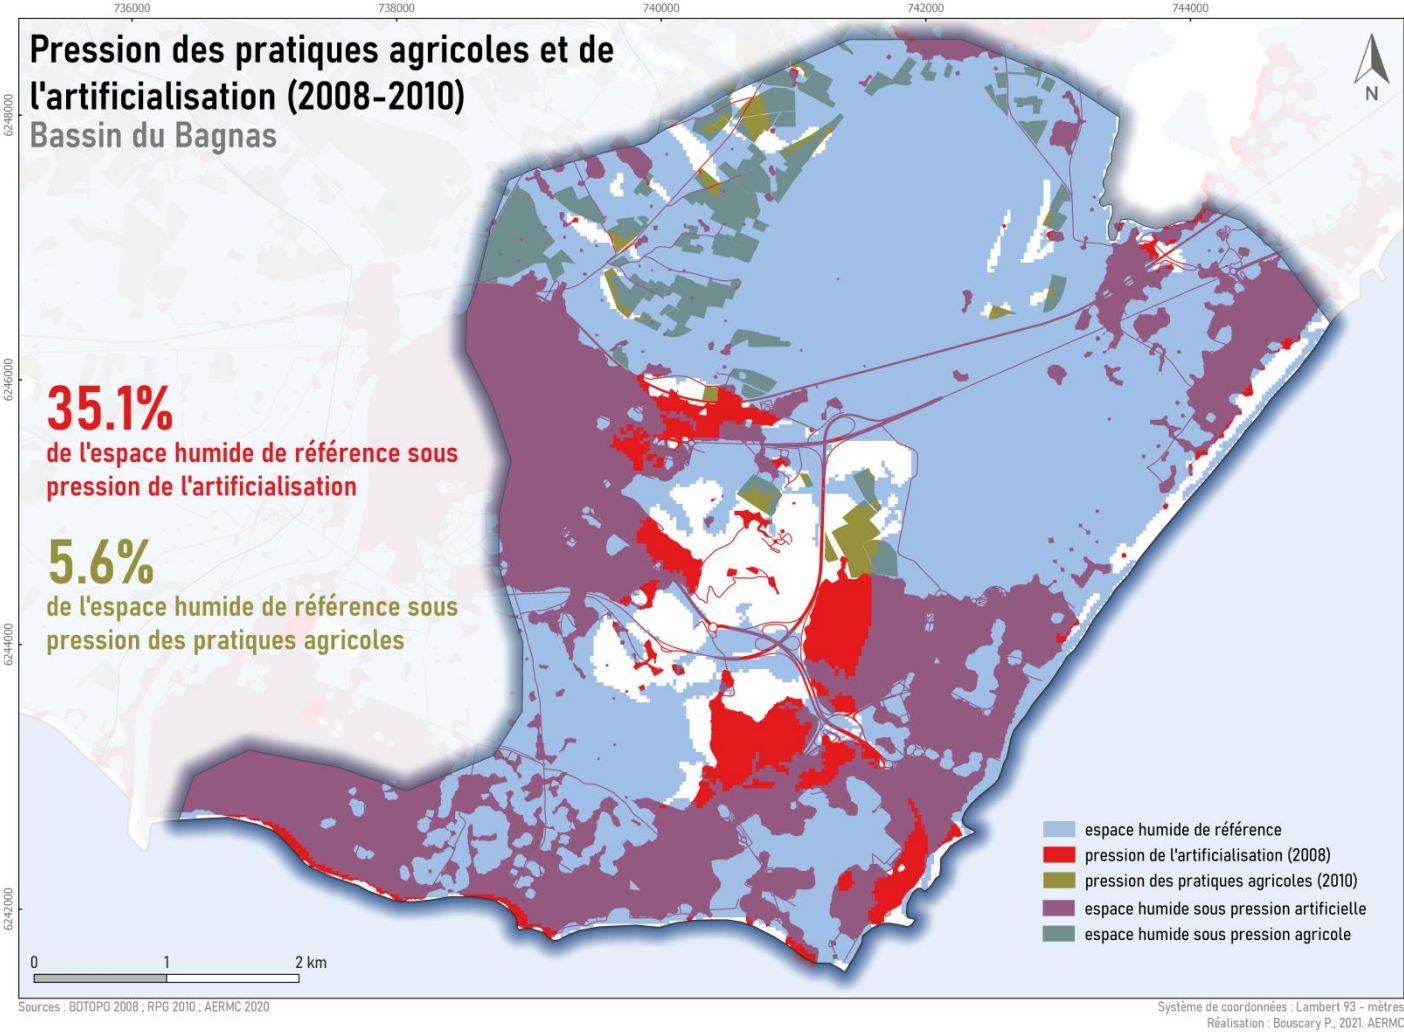 736000
738000
740000
742000
744000
Pression des pratiques agricoles et de
l'artificialisation (2008-2010)
Bassin du Bagnas
N
6248000
6246000
6244000
6242000
35.1%
de l'espace humide de référence sous
pression de l'artificialisation
5.6%
de l'espace humide de référence sous
pression des pratiques agricoles
espace humide de référence
pression de l'artificialisation (2008)
pression des pratiques agricoles (2010)
espace humide sous pression artificielle
espace humide sous pression agricole
0 1 2 km
Sources : BDTOPO 2008 ; RPG 2010 ; AERMC 2020
Système de coordonnées : Lambert 93 - mètres
Réalisation : Bouscary P., 2021. AERMC